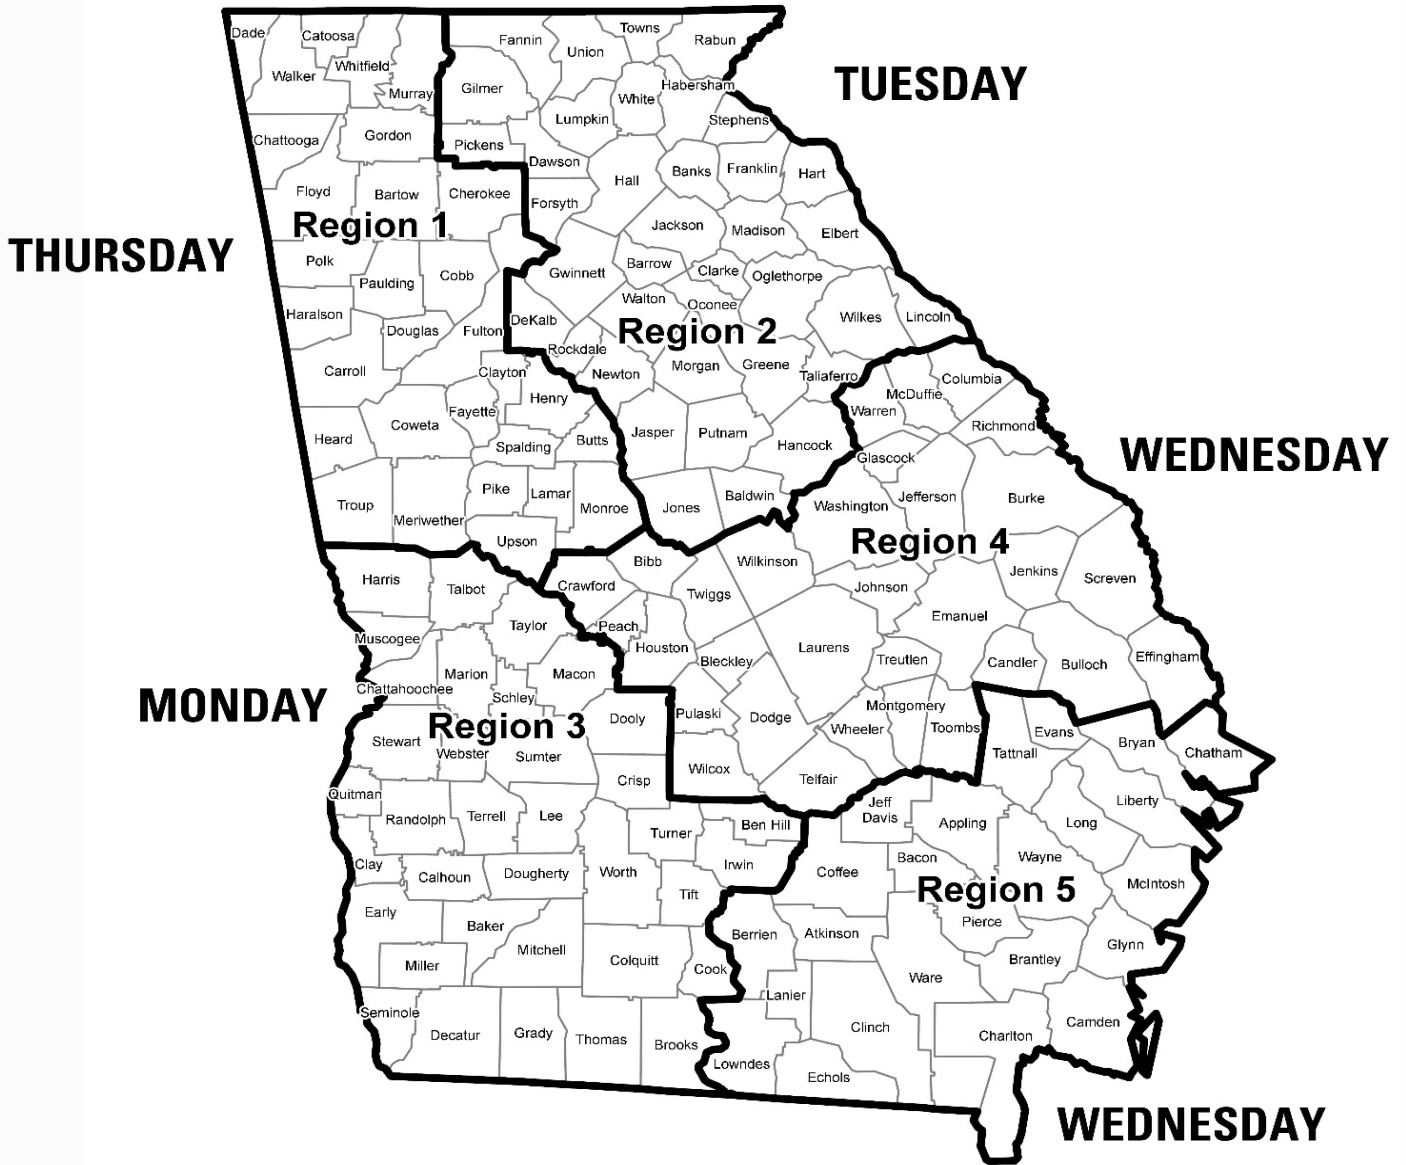 Dade
Catoosa
Fannin
Union
Towns
Rabun
Walker
Whitfield
Murray
Gilmer
White
Habersham
TUESDAY
Lumpkin
Stephens
Chattooga
Gordon
Pickens
Dawson
Hall
Banks
Franklin
Hart
Floyd
Bartow
Cherokee
Forsyth
Region 1
Jackson
Madison
Elbert
THURSDAY
Polk
Paulding
Cobb
Gwinnett
Barrow
Clarke
Oglethorpe
Haralson
Douglas
Fulton
DeKalb
Walton
Oconee
Wilkes
Lincoln
Region 2
Carroll
Clayton
Rockdale
Newton
Morgan
Greene
Taliaferro
Columbia
McDuffie
Heard
Coweta
Fayette
Henry
Spalding
Butts
Jasper
Putnam
Hancock
Warren
Richmond
WEDNESDAY
Glascock
Troup
Meriwether
Pike
Lamar
Monroe
Jones
Baldwin
Washington
Jefferson
Burke
Upson
Region 4
Harris
Talbot
Crawford
Bibb
Twiggs
Wilkinson
Johnson
Jenkins
Screven
Muscogee
Taylor
Peach
Houston
Bleckley
Laurens
Emanuel
Treutlen
Candler
Bulloch
Effingham
Chattahoochee
Marion
Schley
Macon
MONDAY
Region 3
Dooly
Pulaski
Dodge
Wheeler
Montgomery
Toombs
Stewart
Webster
Sumter
Crisp
Wilcox
Telfair
Tattnall
Evans
Bryan
Chatham
Quitman
Randolph
Terrell
Lee
Turner
Ben Hill
Jeff
Davis
Appling
Long
Liberty
Clay
Calhoun
Dougherty
Worth
Irwin
Tift
Coffee
Bacon
Wayne
McIntosh
Region 5
Early
Baker
Mitchell
Berrien
Atkinson
Pierce
Brantley
Glynn
Miller
Colquitt
Cook
Lanier
Ware
Seminole
Decatur
Grady
Thomas
Brooks
Lowndes
Clinch
Echols
Charlton
Camden
WEDNESDAY